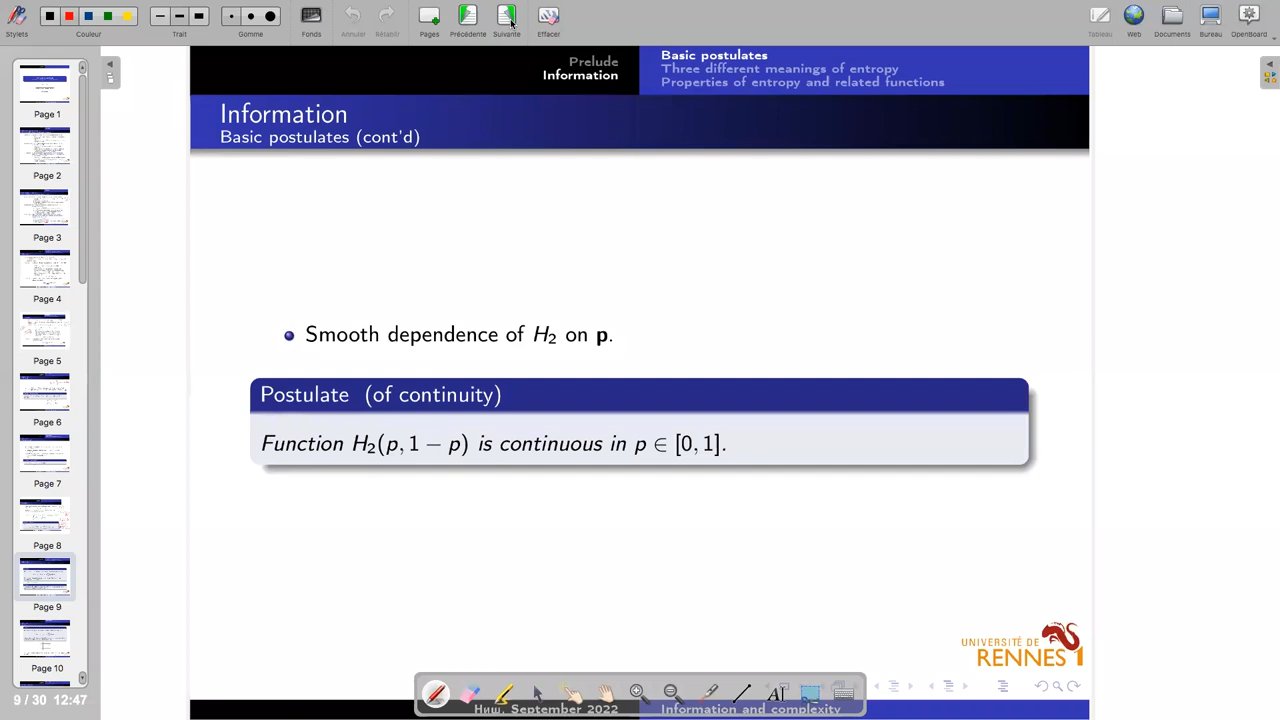 Stylets
Couleur
Trait
Gomme
Fonds
Annuler
Rétablir
Pages
Précédente
Suivante
Effacer
Tableau
Web
Documents
Bureau
OpenBoard
Page 1
Page 2
Page 3
Page 4
Page 5
Page 6
Page 7
Page 8
Page 9
Page 10
9 / 30 12:47
Prelude
Information
Basic postulates
Three different meanings of entropy
Properties of entropy and related functions
Information
Basic postulates (cont'd)
Smooth dependence of H₂ on p.
Postulate (of continuity)
Function H₂(p, 1 − p) is continuous in p ∈ [0, 1].
UNIVERSITÉ DE
RENNES 1
Ниш, September 2022
Information and complexity